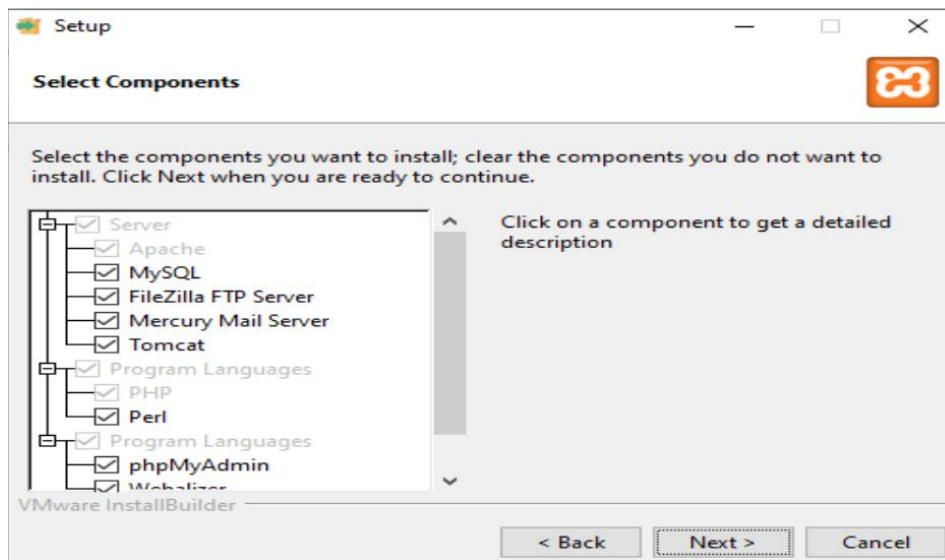 Setup
Select Components
Select the components you want to install; clear the components you do not want to
install. Click Next when you are ready to continue.
Server
Apache
MySQL
FileZilla FTP Server
Mercury Mail Server
Tomcat
Program Languages
PHP
Perl
Program Languages
phpMyAdmin
Webalizer
Click on a component to get a detailed
description
VMware InstallBuilder
< Back
Next >
Cancel